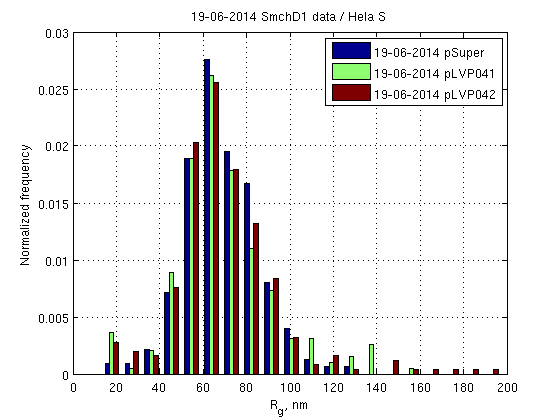 19-06-2014 SmchD1 data / Hela S
0.03
0.025
0.02
0.015
0.01
0.005
0
Normalized frequency
19-06-2014 pSuper
19-06-2014 pLVP041
19-06-2014 pLVP042
0 20 40 60 80 100 120 140 160 180 200
Rg, nm